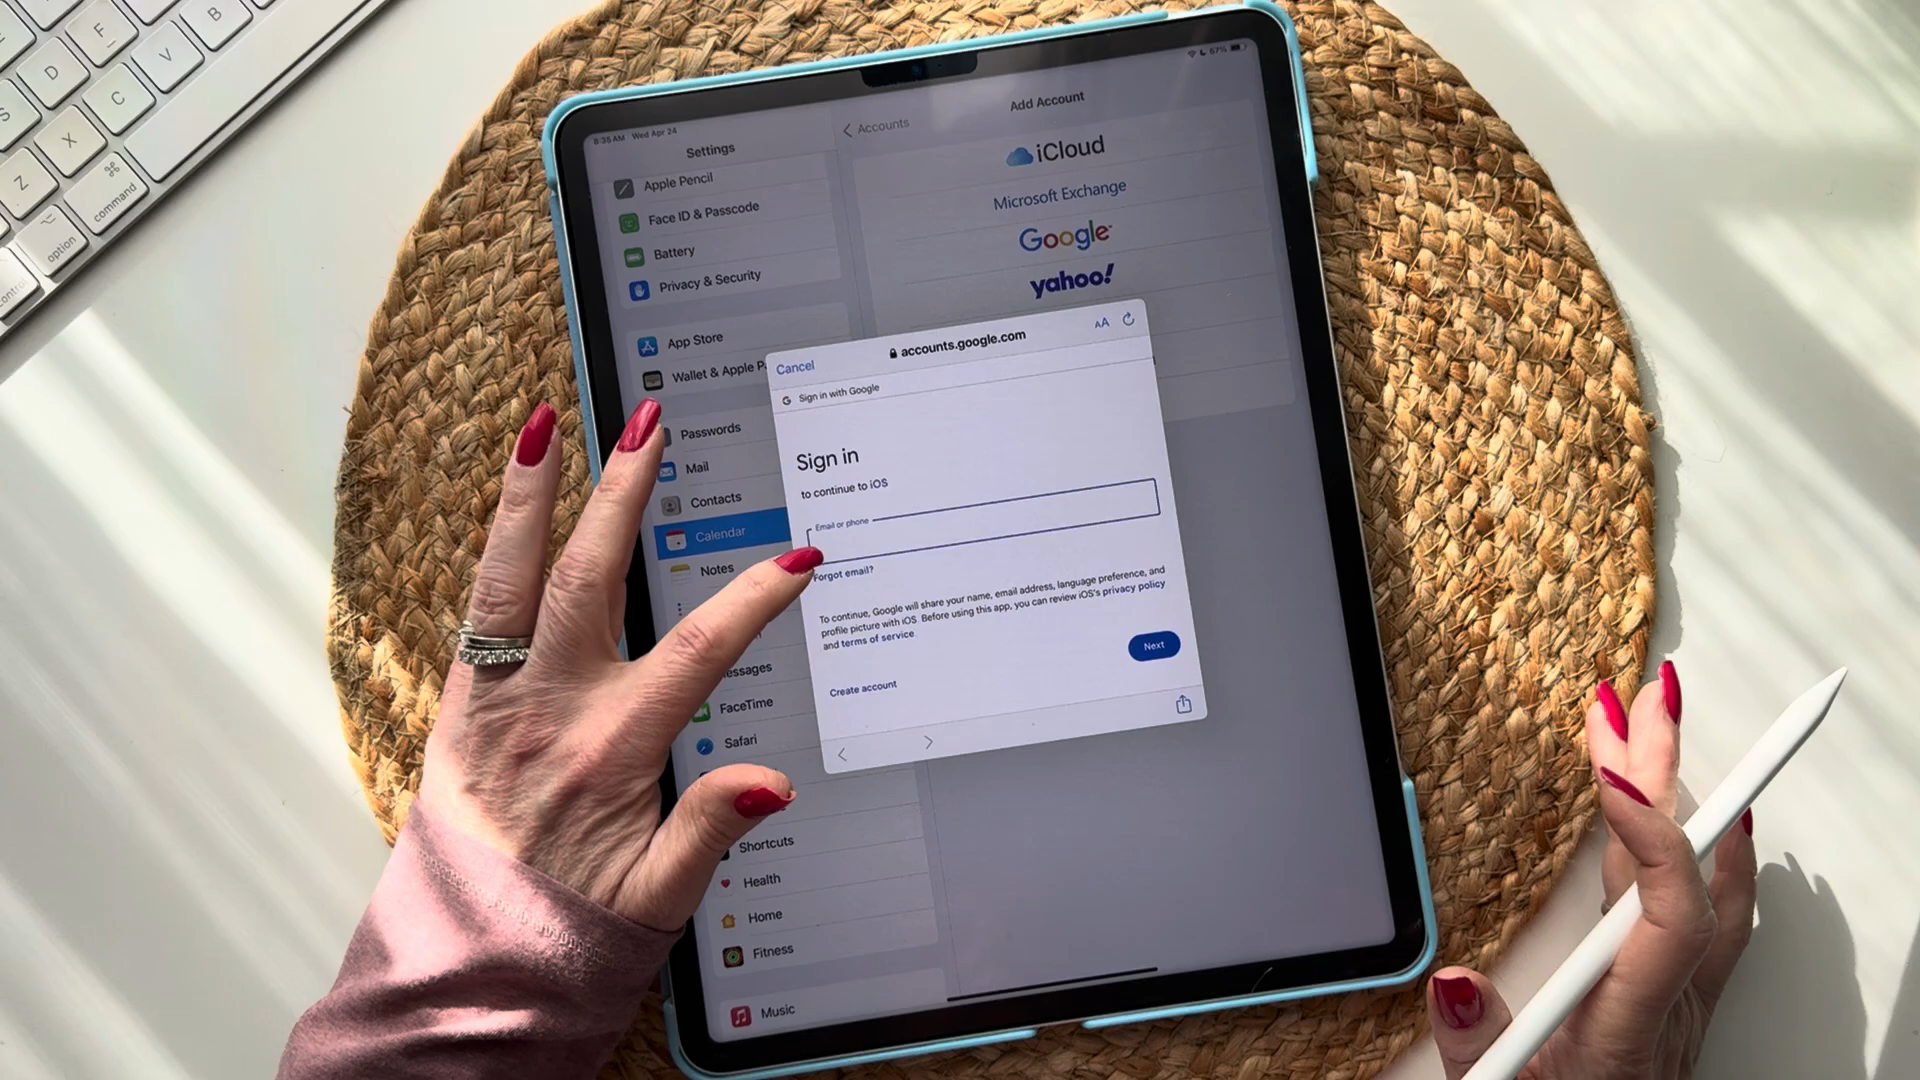 F
B
D
V
S
C
X
Z
⌘
command
⌥
option
control
8:35 AM Wed Apr 24
67%
Settings
Apple Pencil
Face ID & Passcode
Battery
Privacy & Security
App Store
Wallet & Apple P
Passwords
Mail
Contacts
Calendar
Notes
essages
FaceTime
Safari
Shortcuts
Health
Home
Fitness
Music
Accounts
Add Account
iCloud
Microsoft Exchange
Google
yahoo!
Cancel
accounts.google.com
AA
G Sign in with Google
Sign in
to continue to iOS
Email or phone
Forgot email?
To continue, Google will share your name, email address, language preference, and
profile picture with iOS. Before using this app, you can review iOS's privacy policy
and terms of service.
Next
Create account